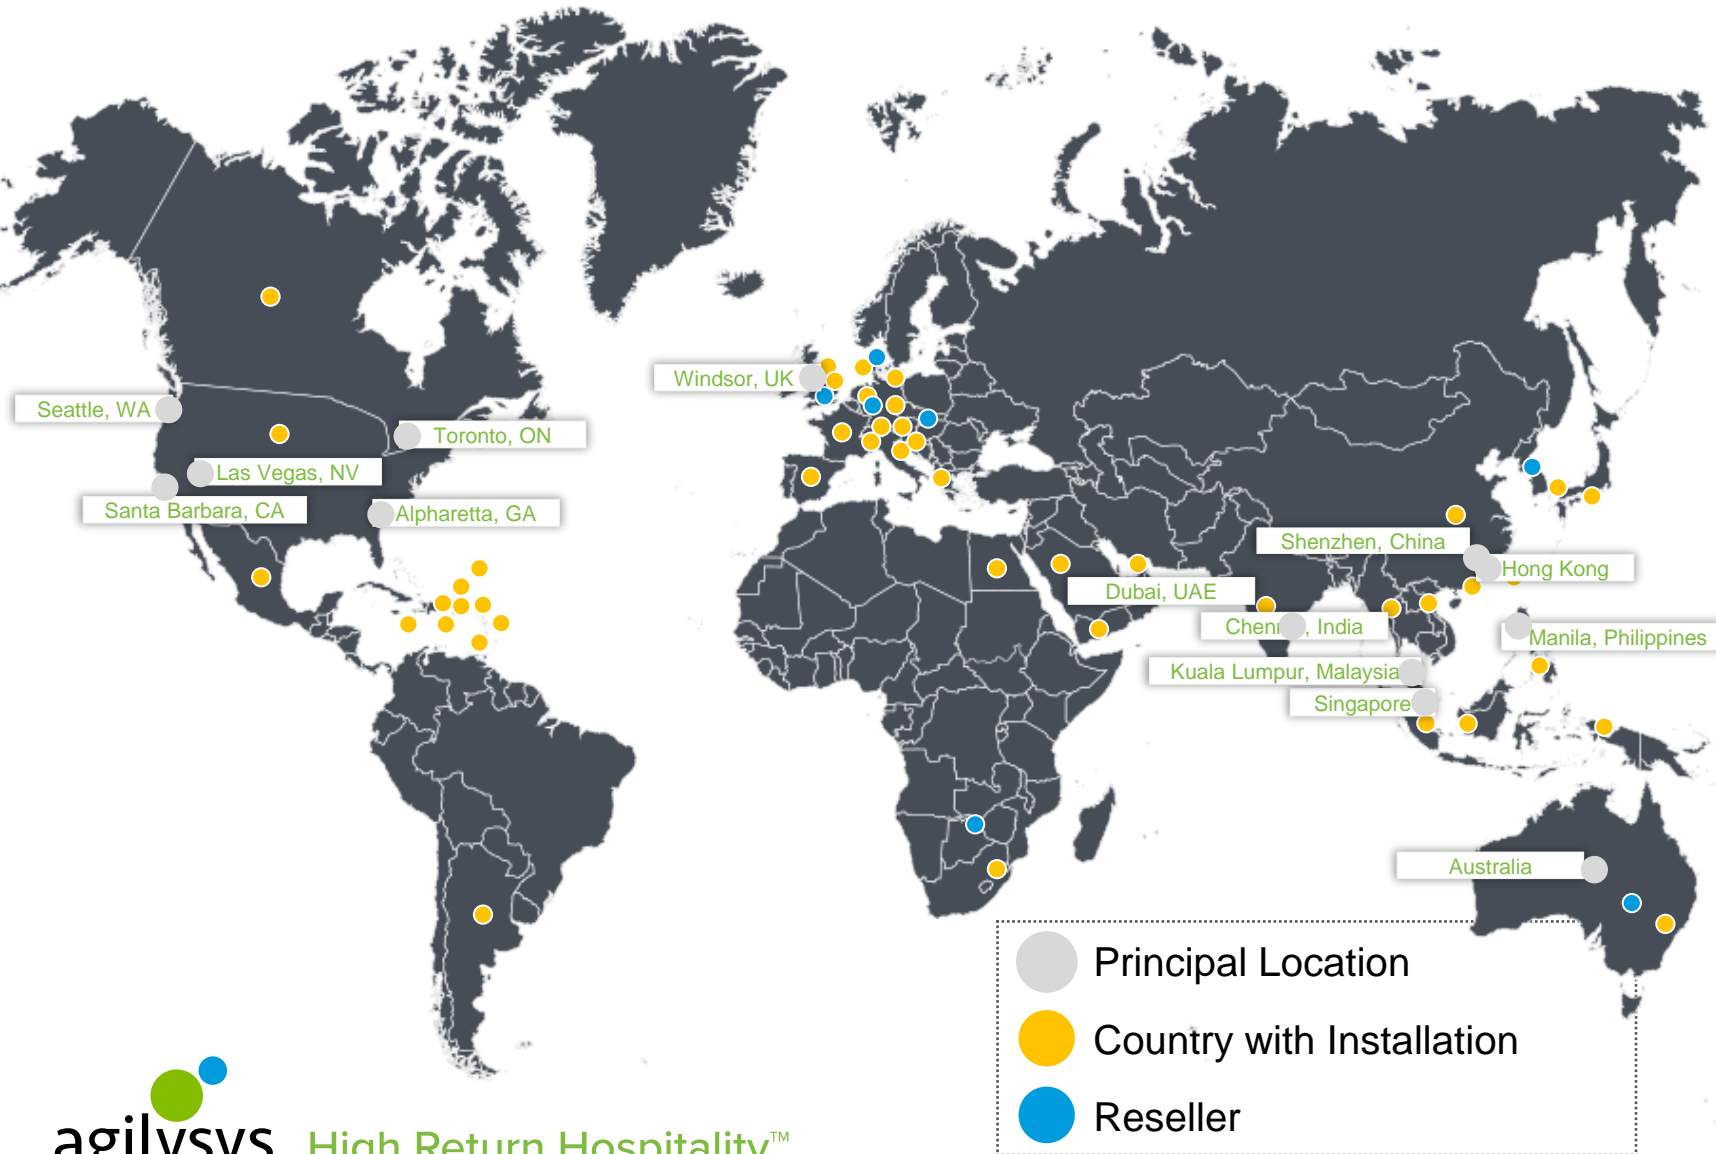 Windsor, UK
Seattle, WA
Toronto, ON
Las Vegas, NV
Santa Barbara, CA
Alpharetta, GA
Shenzhen, China
Hong Kong
Dubai, UAE
Chennai, India
Manila, Philippines
Kuala Lumpur, Malaysia
Singapore
Australia
Principal Location
Country with Installation
Reseller
agilysys High Return Hospitality™